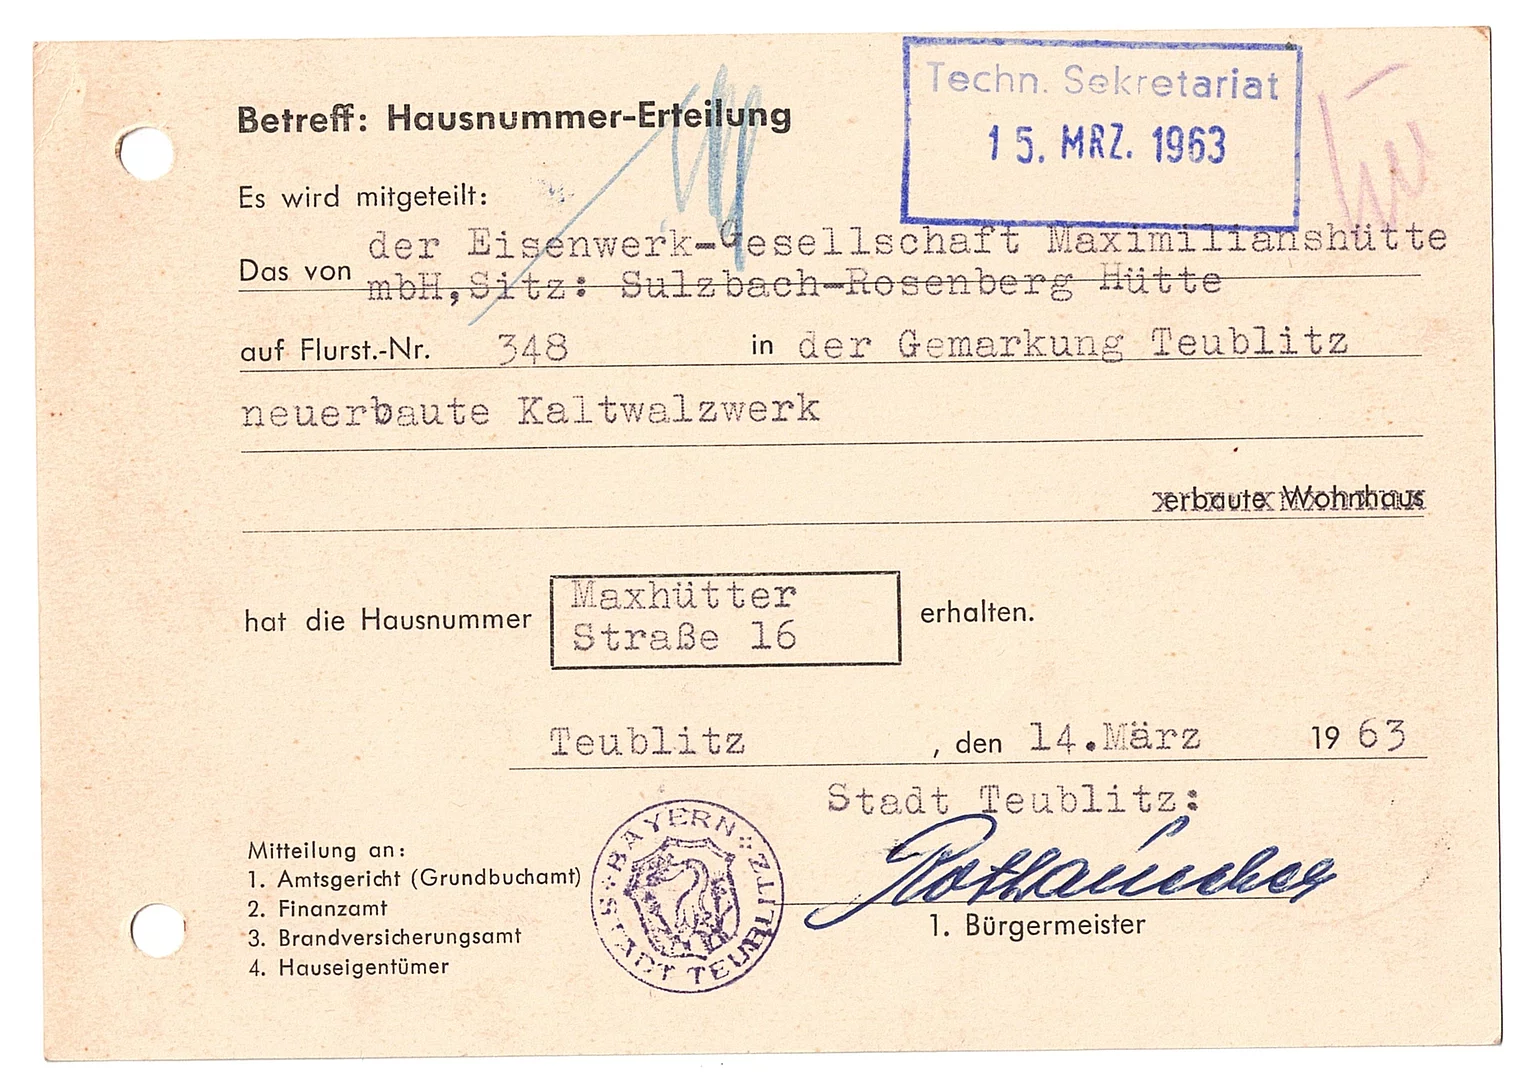 Techn. Sekretariat
15. MRZ. 1963
Betreff: Hausnummer-Erteilung
Es wird mitgeteilt:
der Eisenwerk-Gesellschaft Maximilianshütte
Das von mbH,Sitz: Sulzbach-Rosenberg Hütte
auf Flurst.-Nr. 348 in der Gemarkung Teublitz
neuerbaute Kaltwalzwerk
erbaute Wohnhaus
hat die Hausnummer Maxhütter Straße 16 erhalten.
Teublitz , den 14.März 1963
Stadt Teublitz:
1. Bürgermeister
Mitteilung an:
1. Amtsgericht (Grundbuchamt)
2. Finanzamt
3. Brandversicherungsamt
4. Hauseigentümer
BAYERN
STADT TEUBLITZ